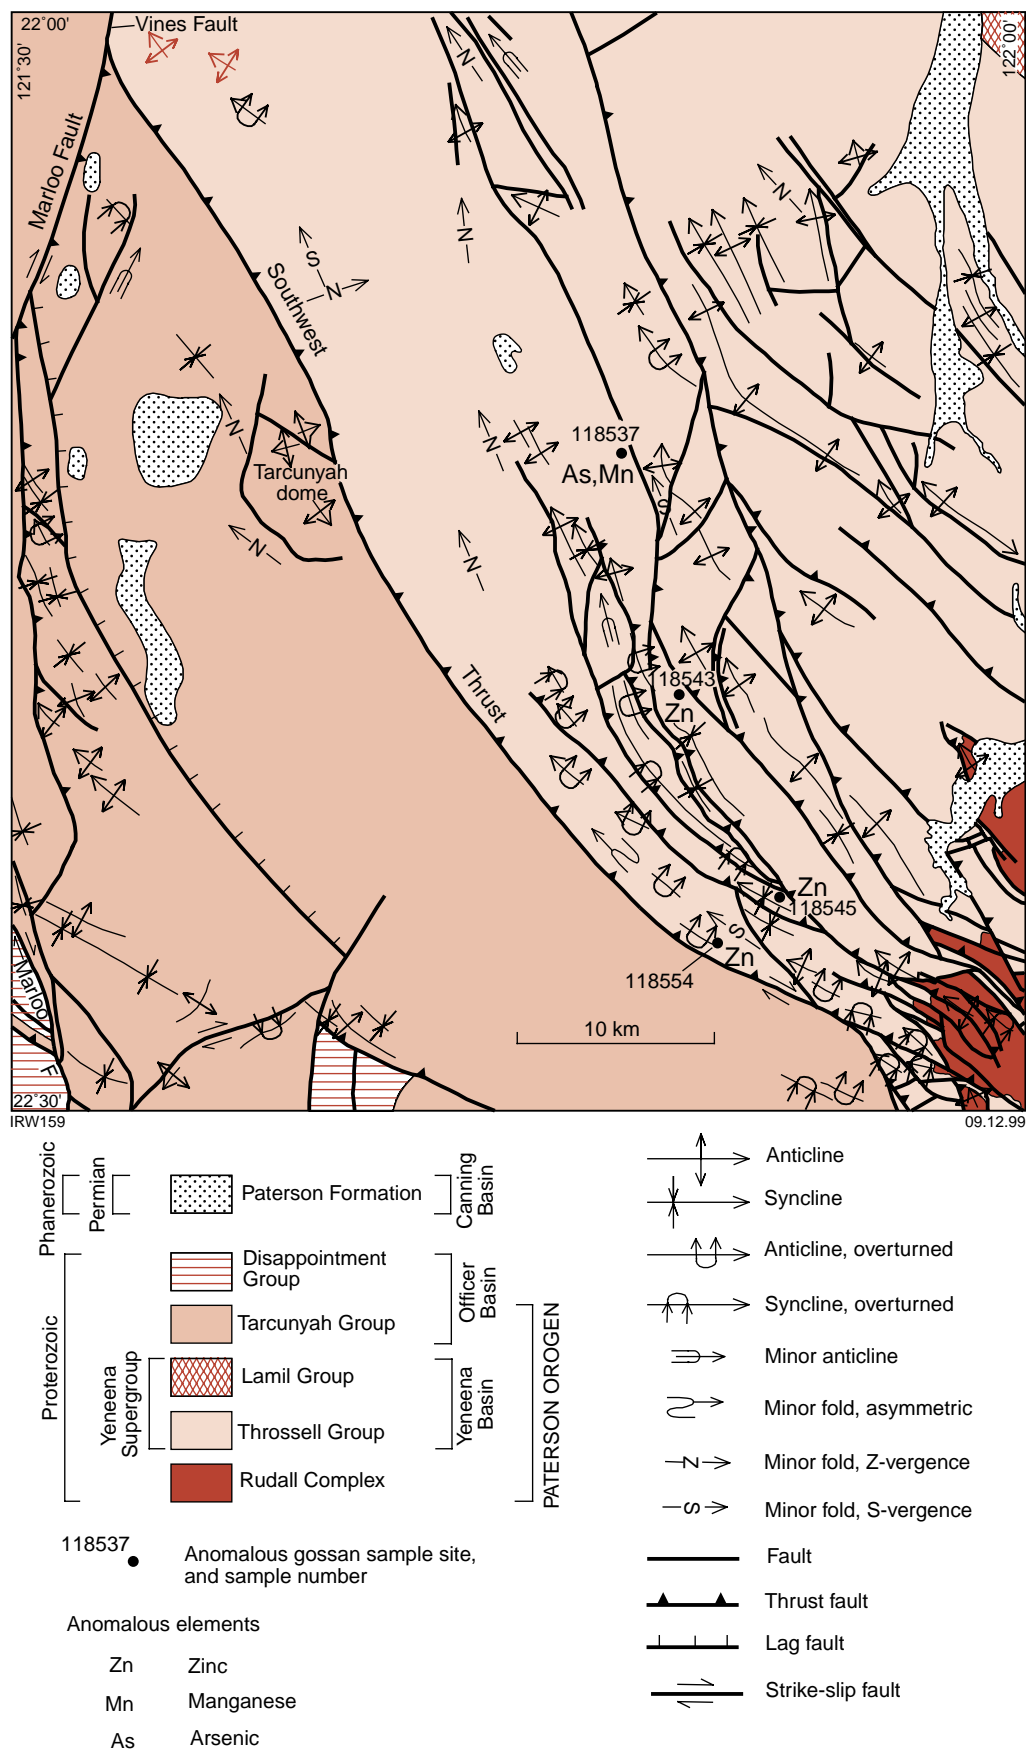 22°00'
121°30'
Vines Fault
122°00'
Marloo Fault
N
N
N
S
N
Southwest
N
N
118537
As,Mn
Tarcunyah
dome
S
N
N
Thrust
118543
Zn
Zn
118545
S
Zn
118554
Marloo
F
10 km
22°30'
IRW159
09.12.99
Phanerozoic
Permian
Paterson Formation
Canning
Basin
Proterozoic
Disappointment
Group
Tarcunyah Group
Officer
Basin
Yeneena
Supergroup
Lamil Group
Throssell Group
Yeneena
Basin
Rudall Complex
PATERSON OROGEN
118537
Anomalous gossan sample site,
and sample number
Anomalous elements
Zn Zinc
Mn Manganese
As Arsenic
Anticline
Syncline
Anticline, overturned
Syncline, overturned
Minor anticline
Minor fold, asymmetric
Z Minor fold, Z-vergence
S Minor fold, S-vergence
Fault
Thrust fault
Lag fault
Strike-slip fault